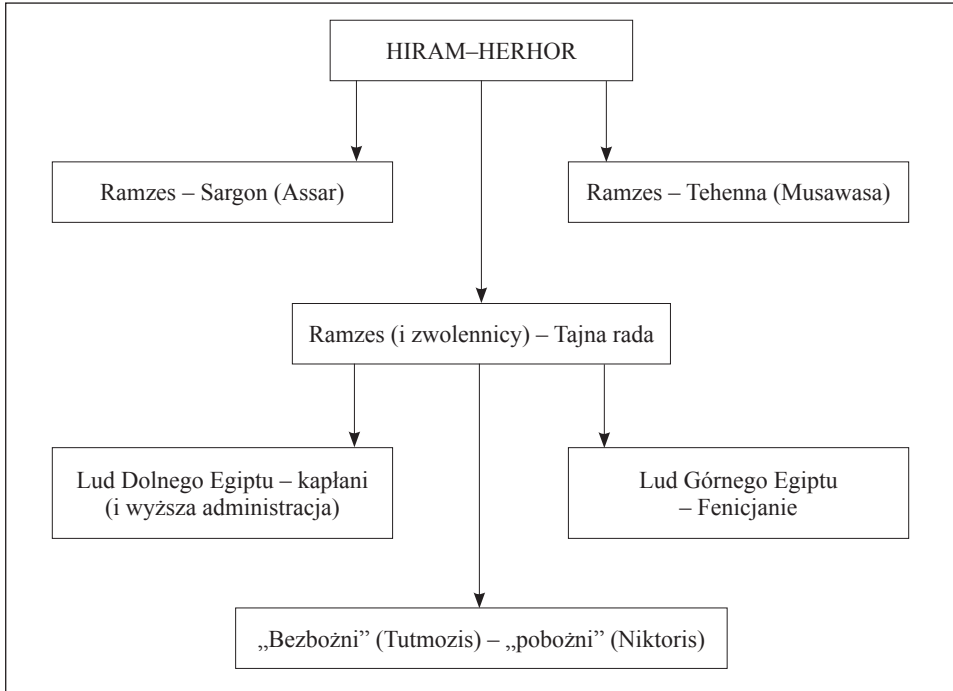 HIRAM–HERHOR
Ramzes – Sargon (Assar)
Ramzes – Tehenna (Musawasa)
Ramzes (i zwolennicy) – Tajna rada
Lud Dolnego Egiptu – kapłani
(i wyższa administracja)
Lud Górnego Egiptu
– Fenicjanie
„Bezbożni” (Tutmozis) – „pobożni” (Niktoris)